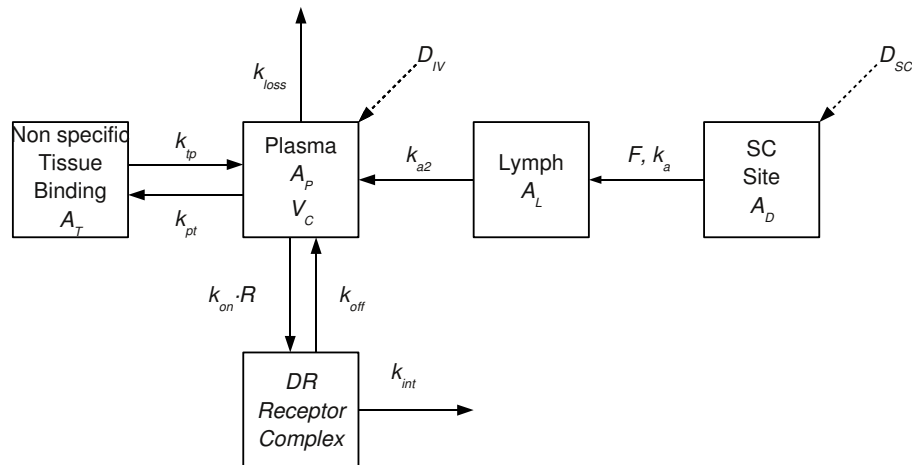 D_IV
D_SC
k_loss
Non specific
Tissue
Binding
A_T
k_tp
k_pt
Plasma
A_P
V_C
k_a2
Lymph
A_L
F, k_a
SC
Site
A_D
k_on·R
k_off
DR
Receptor
Complex
k_int